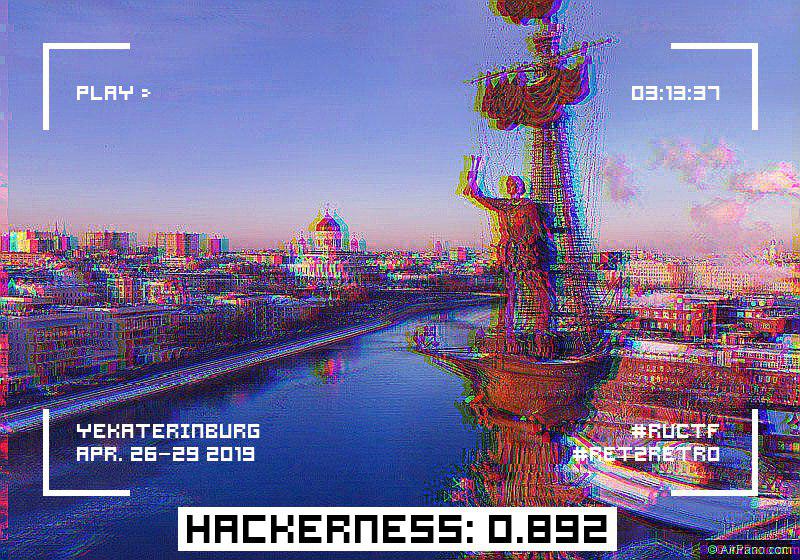 PLAY >
03:13:37
YEKATERINBURG
APR. 26-29 2019
#RUCTF
#RET2RETRO
HACKERNESS: 0.892
© AirPano.com